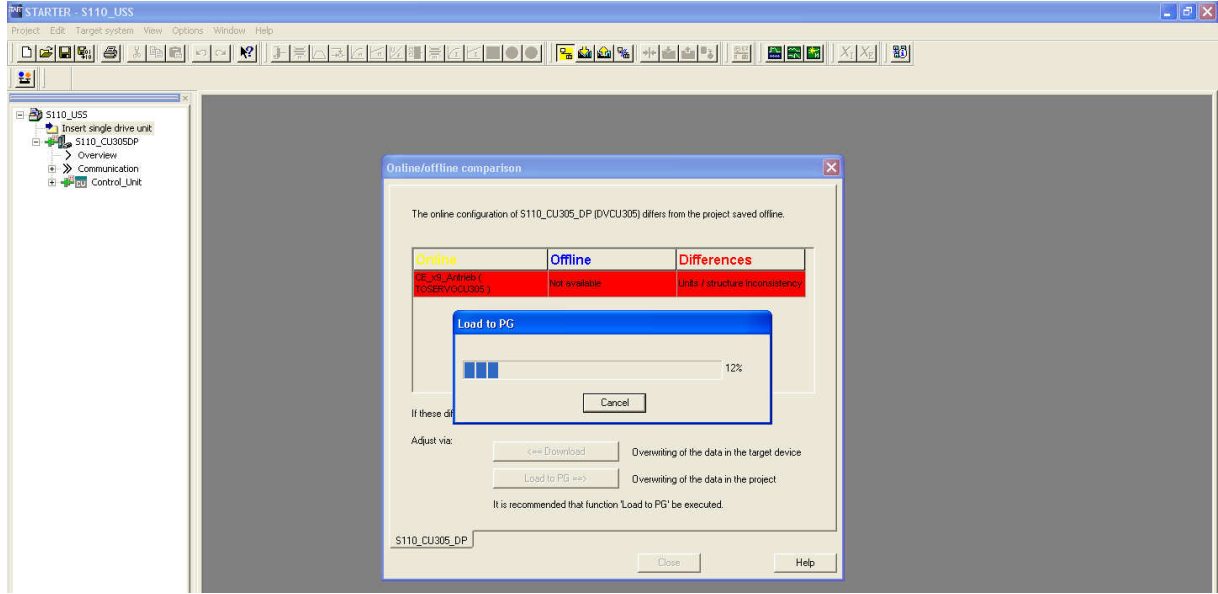 STARTER - S110_USS
Project Edit Target system View Options Window Help
S110_USS
Insert single drive unit
S110_CU305DP
Overview
Communication
Control_Unit
Online/offline comparison
The online configuration of S110_CU305_DP (DVCU305) differs from the project saved offline.
Online Offline Differences
CE_x9_Antrieb ( TOSERVOCU305 ) Not available Units / structure inconsistency
Load to PG
12%
Cancel
If these dif
Adjust via:
<== Download Overwriting of the data in the target device
Load to PG ==> Overwriting of the data in the project
It is recommended that function 'Load to PG' be executed.
S110_CU305_DP
Close Help